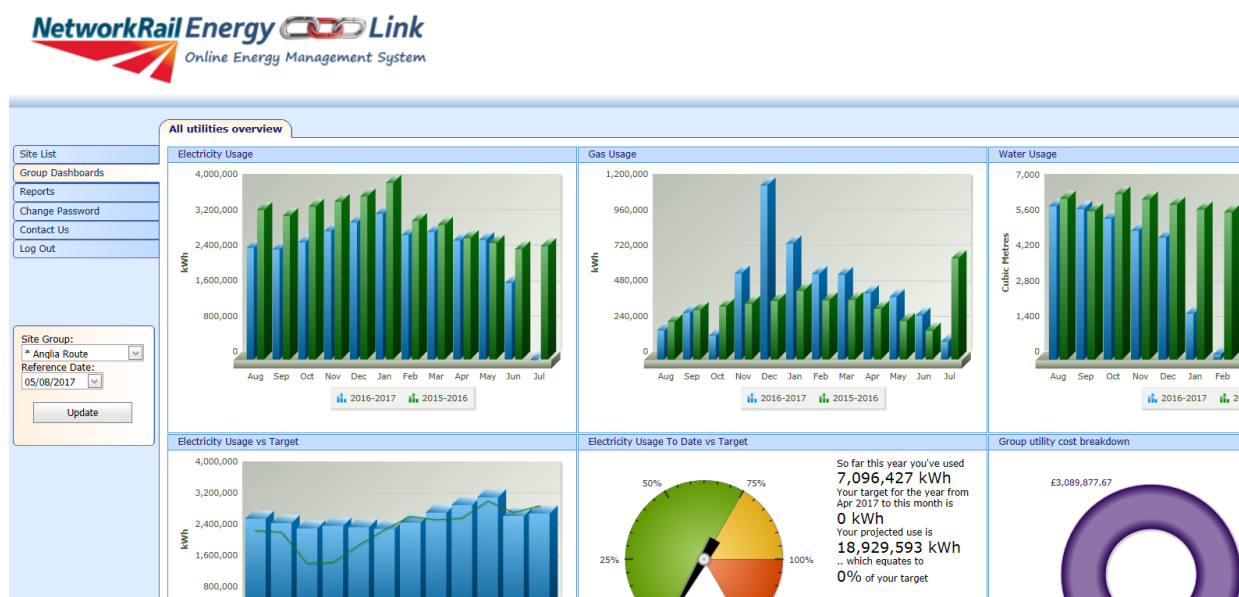 NetworkRail Energy Link
Online Energy Management System
All utilities overview
Site List
Group Dashboards
Reports
Change Password
Contact Us
Log Out
Site Group:
* Anglia Route
Reference Date:
05/08/2017
Update
Electricity Usage
4,000,000
3,200,000
2,400,000
1,600,000
800,000
0
kWh
Aug Sep Oct Nov Dec Jan Feb Mar Apr May Jun Jul
2016-2017 2015-2016
Gas Usage
1,200,000
960,000
720,000
480,000
240,000
0
kWh
Aug Sep Oct Nov Dec Jan Feb Mar Apr May Jun Jul
2016-2017 2015-2016
Water Usage
7,000
5,600
4,200
2,800
1,400
0
Cubic Metres
Aug Sep Oct Nov Dec Jan Feb
2016-2017 2
Electricity Usage vs Target
4,000,000
3,200,000
2,400,000
1,600,000
800,000
kWh
Electricity Usage To Date vs Target
50%
75%
25%
100%
So far this year you've used
7,096,427 kWh
Your target for the year from
Apr 2017 to this month is
0 kWh
Your projected use is
18,929,593 kWh
.. which equates to
0% of your target
Group utility cost breakdown
£3,089,877.67